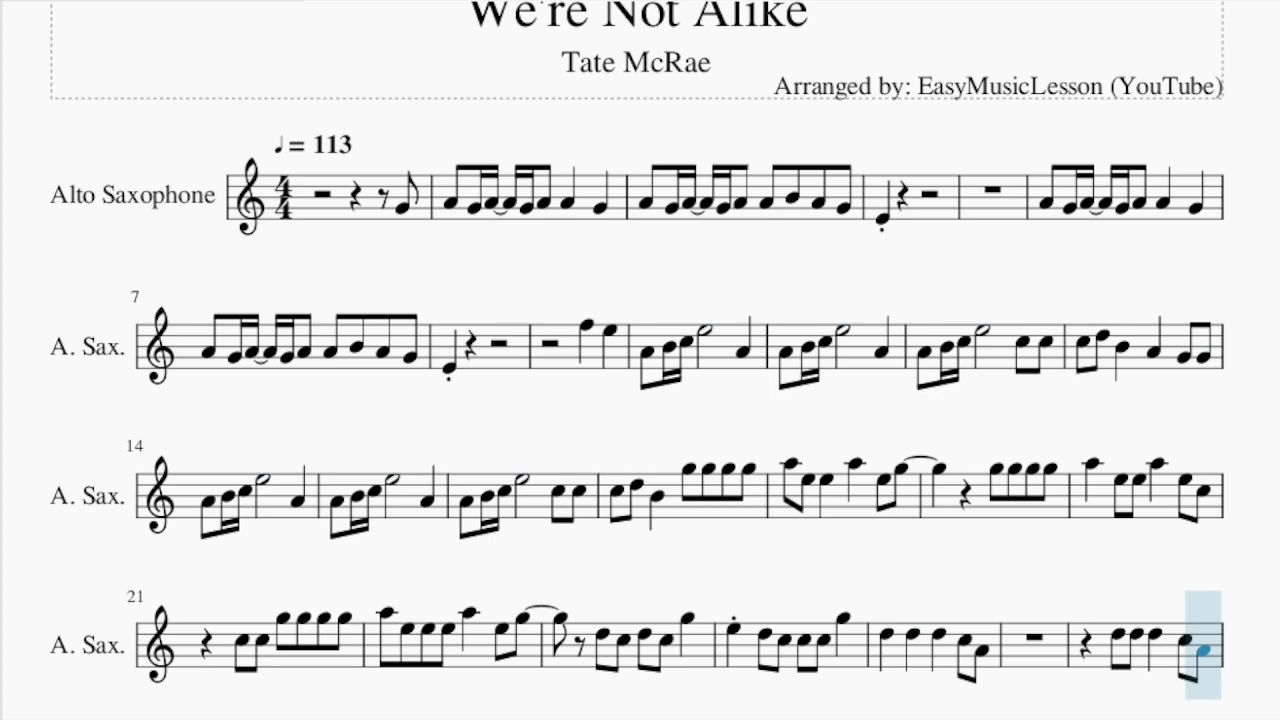 We're Not Alike
Tate McRae
Arranged by: EasyMusicLesson (YouTube)
♩ = 113
Alto Saxophone
7
A. Sax.
14
A. Sax.
21
A. Sax.